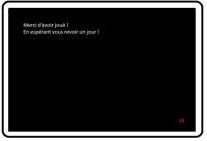 Merci d'avoir joué !
En espérant vous revoir un jour !